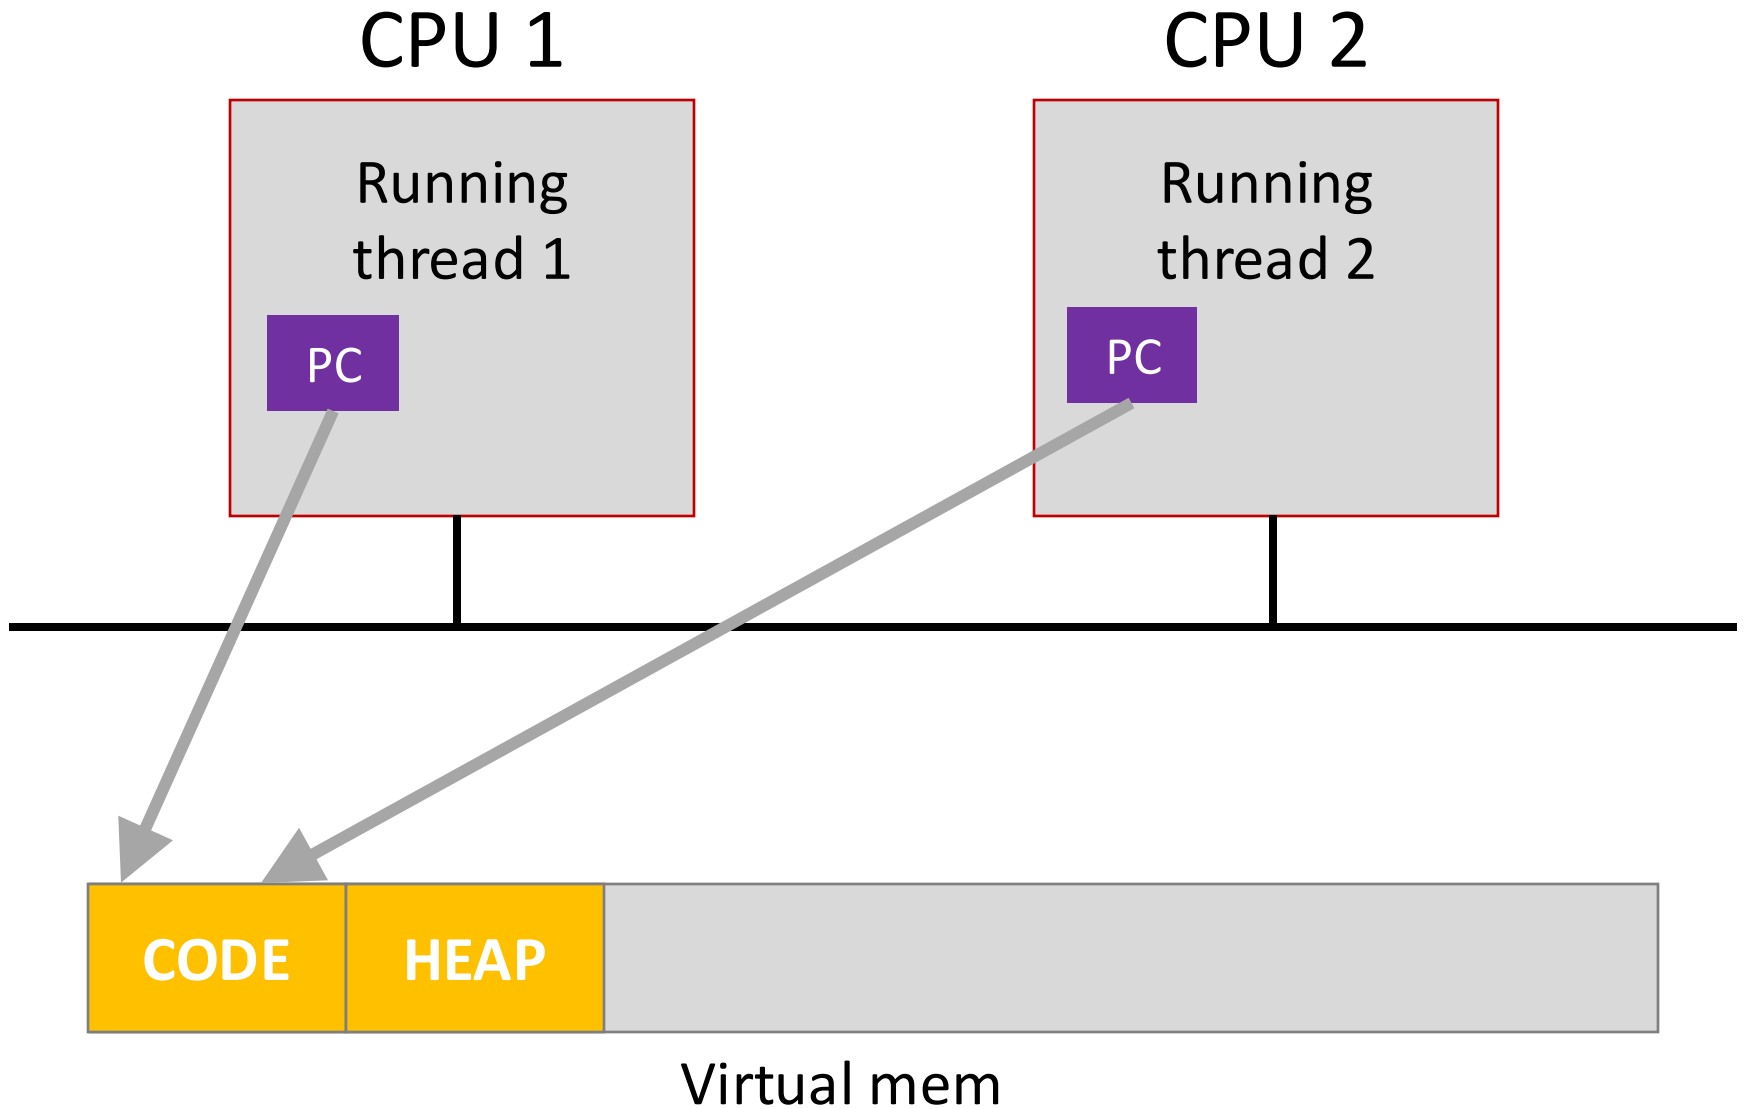 CPU 1
CPU 2
Running
thread 1
Running
thread 2
PC
PC
CODE
HEAP
Virtual mem